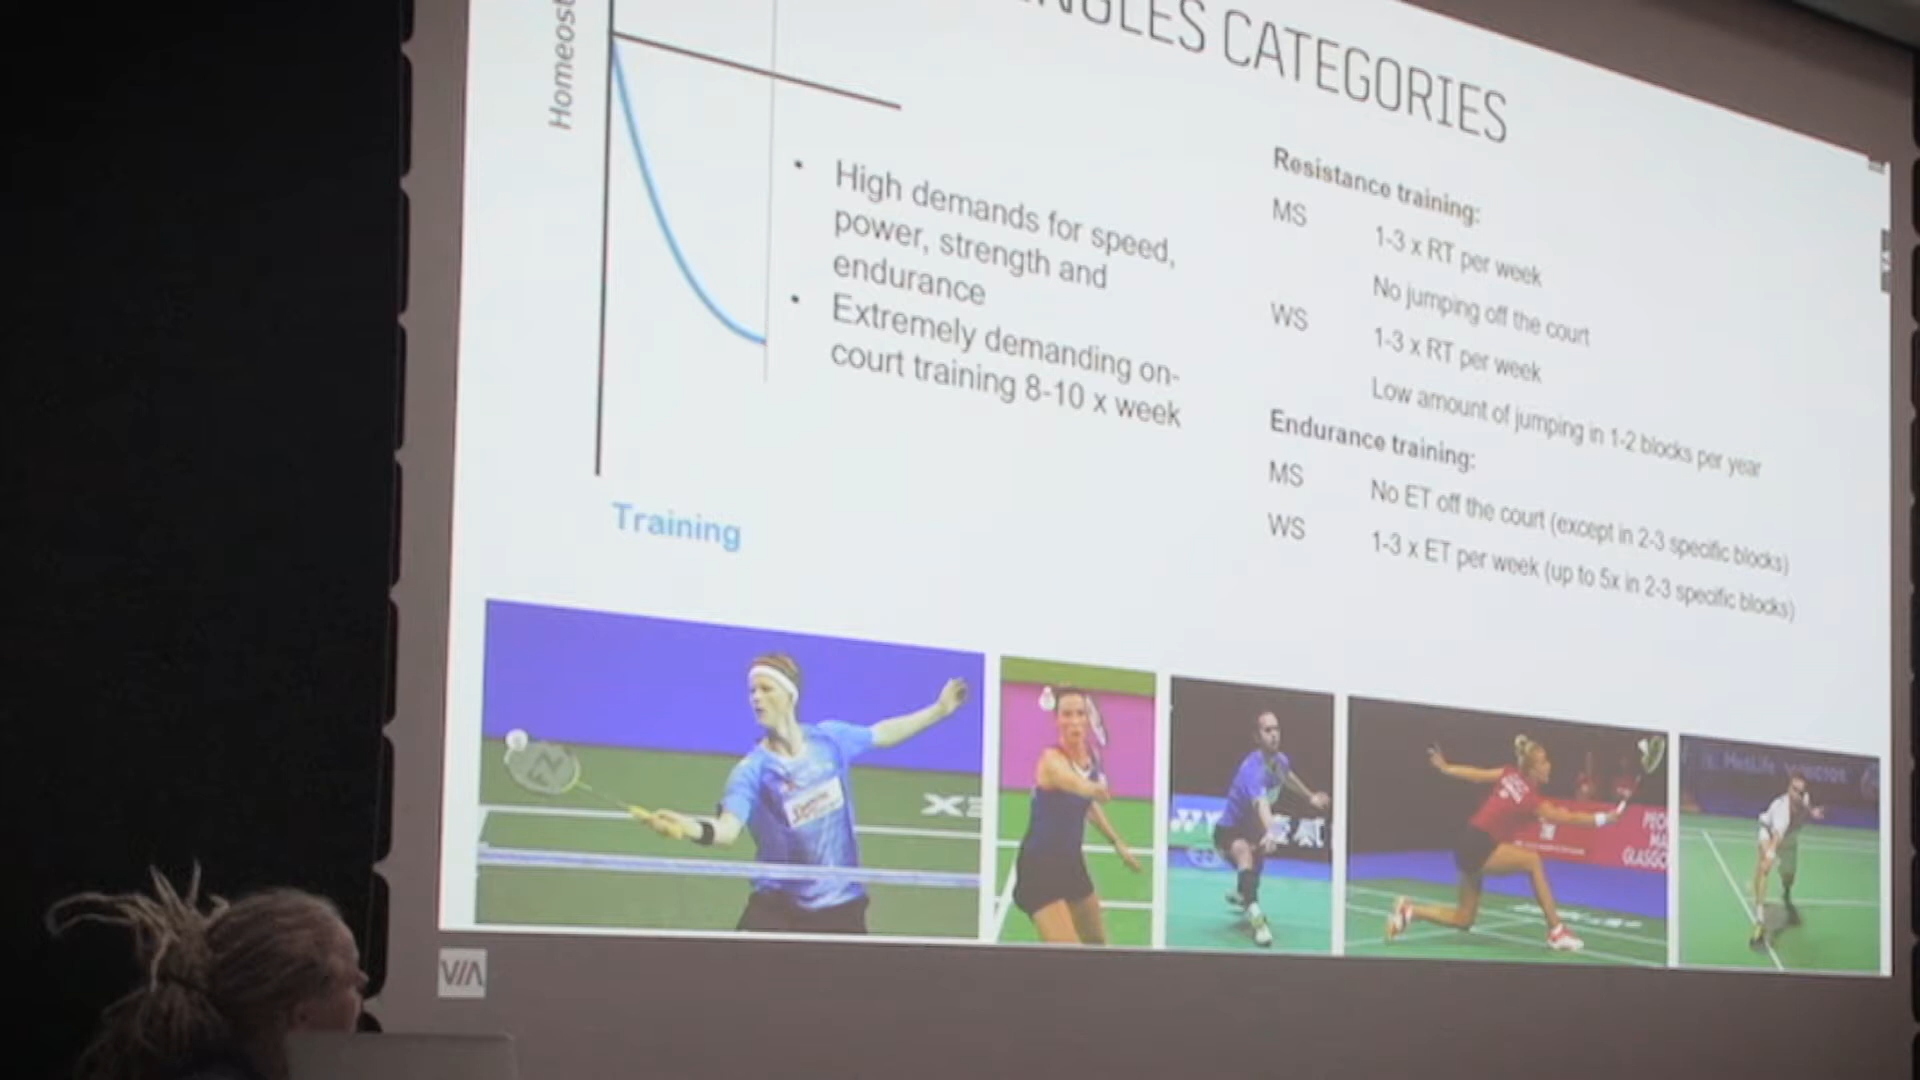 SINGLES CATEGORIES
Homeost
High demands for speed,
power, strength and
endurance
Extremely demanding on-
court training 8-10 x week
Training
Resistance training:
MS 1-3 x RT per week
No jumping off the court
WS 1-3 x RT per week
Low amount of jumping in 1-2 blocks per year
Endurance training:
MS No ET off the court (except in 2-3 specific blocks)
WS 1-3 x ET per week (up to 5x in 2-3 specific blocks)
MetLife
GLASGO
VIA